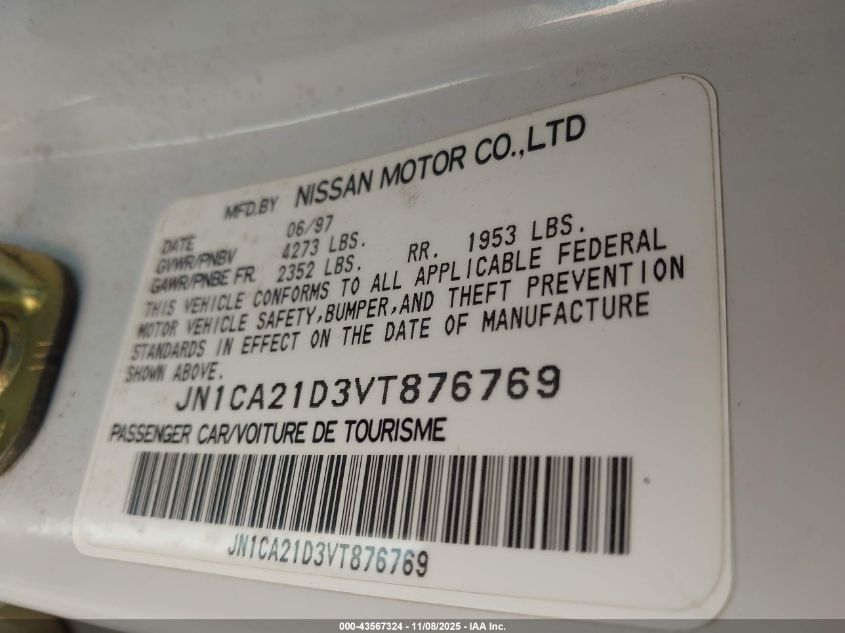 MFD.BY NISSAN MOTOR CO.,LTD
DATE 06/97
GVWR/PNBV 4273 LBS.
GAWR/PNBE FR. 2352 LBS. RR. 1953 LBS.
THIS VEHICLE CONFORMS TO ALL APPLICABLE FEDERAL
MOTOR VEHICLE SAFETY,BUMPER,AND THEFT PREVENTION
STANDARDS IN EFFECT ON THE DATE OF MANUFACTURE
SHOWN ABOVE.
JN1CA21D3VT876769
PASSENGER CAR/VOITURE DE TOURISME
JN1CA21D3VT876769
000-43567324 - 11/08/2025 - IAA Inc.